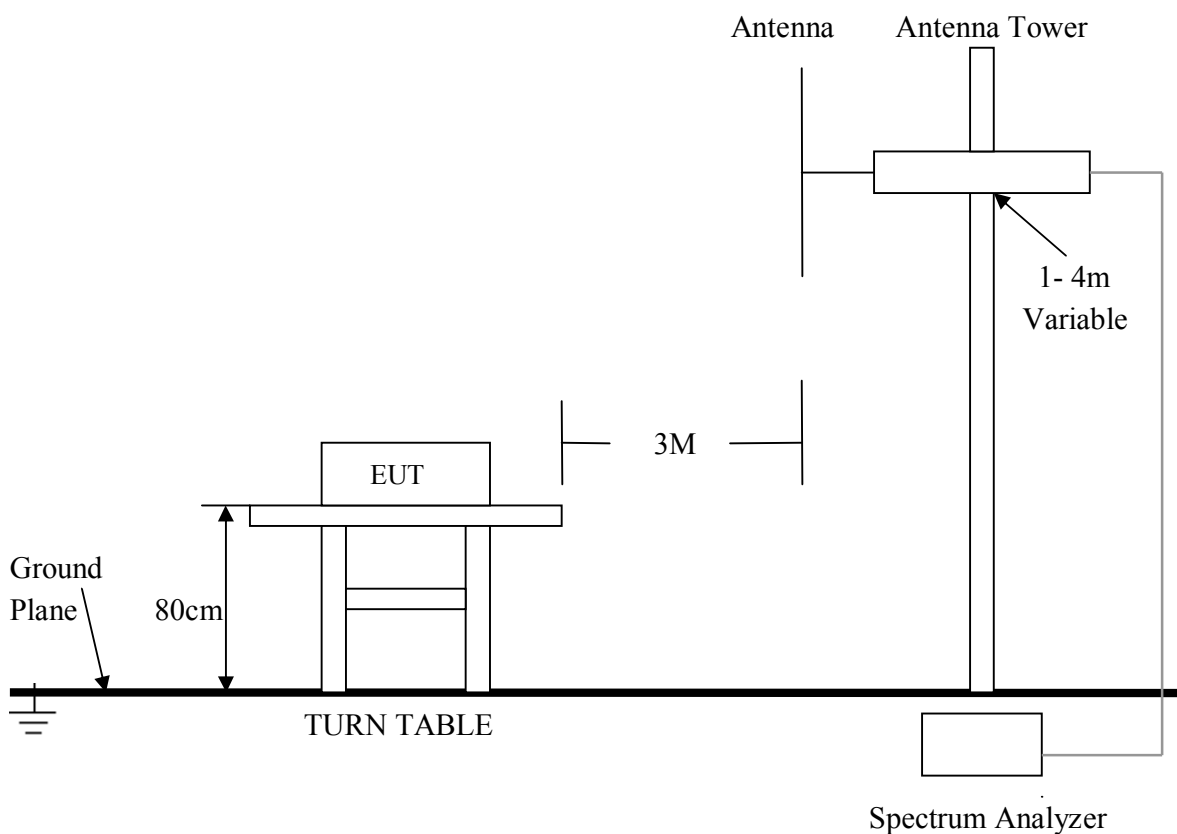 Antenna
Antenna Tower
1- 4m
Variable
3M
EUT
Ground
Plane
80cm
TURN TABLE
Spectrum Analyzer